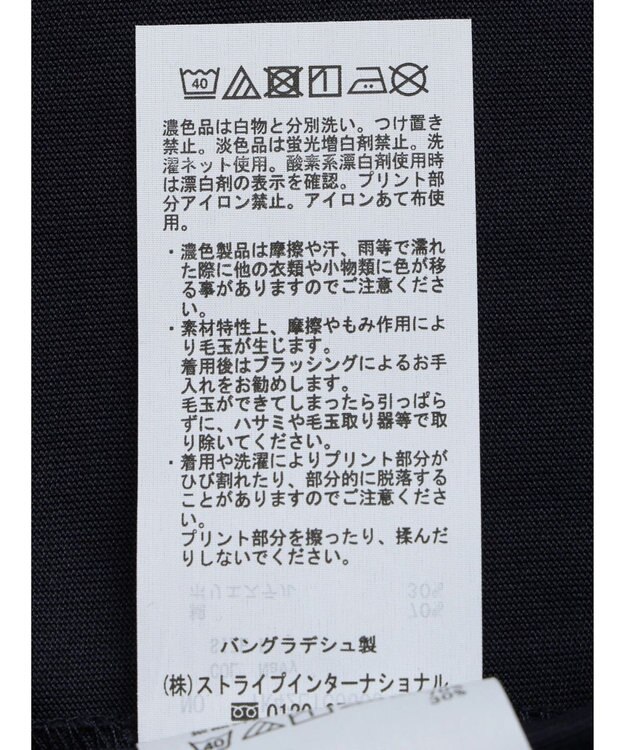 40
濃色品は白物と分別洗い。つけ置き
禁止。淡色品は蛍光増白剤禁止。洗
濯ネット使用。酸素系漂白剤使用時
は漂白剤の表示を確認。プリント部
分アイロン禁止。アイロンあて布使
用。
・濃色製品は摩擦や汗、雨等で濡れ
た際に他の衣類や小物類に色が移
る事がありますのでご注意くださ
い。
・素材特性上、摩擦やもみ作用によ
り毛玉が生じます。
着用後はブラッシングによるお手
入れをお勧めします。
毛玉ができてしまったら引っぱら
ずに、ハサミや毛玉取り器等で取
り除いてください。
・着用や洗濯によりプリント部分が
ひび割れたり、部分的に脱落する
ことがありますのでご注意くださ
い。
プリント部分を擦ったり、揉んだ
りしないでください。
ポリエステル 30%
綿 70%
バングラデシュ製
COL Navy
(株)ストライプインターナショナル
NO
0120
40